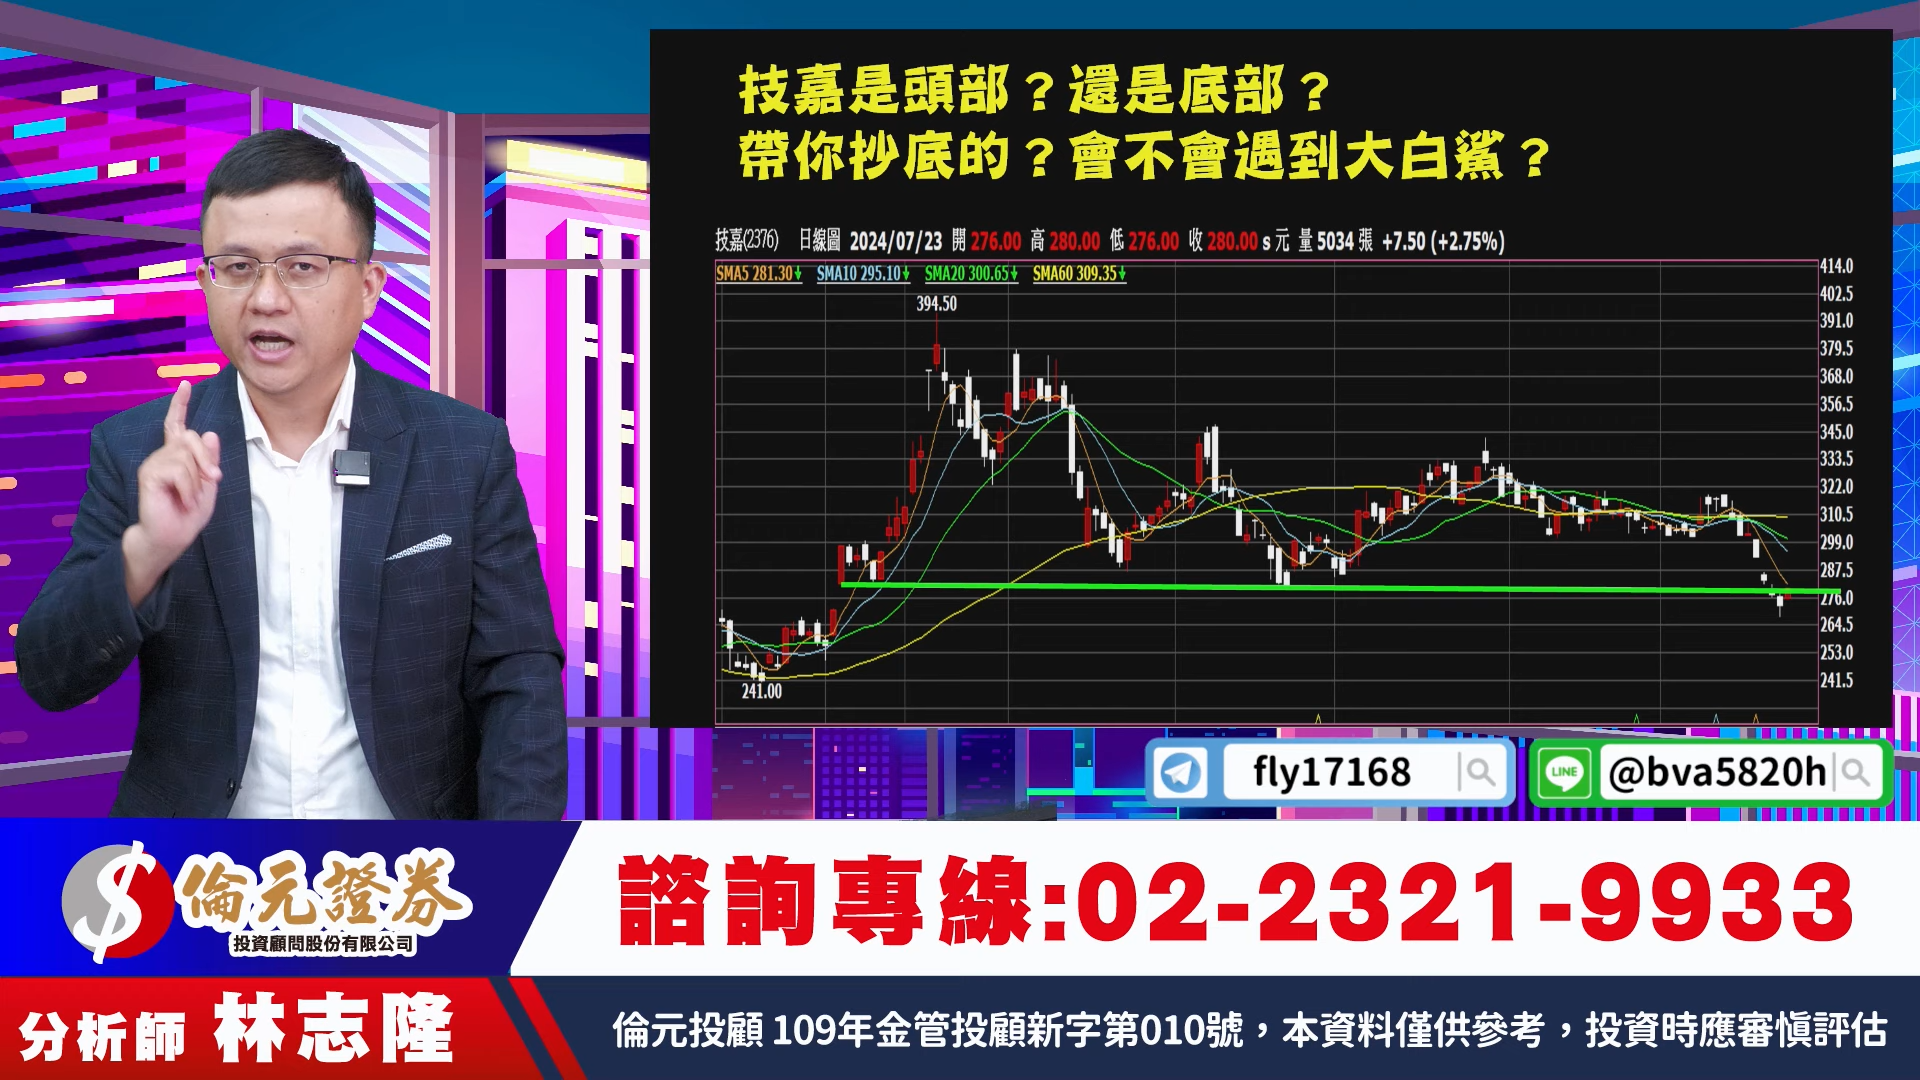 技嘉是頭部？還是底部？
帶你抄底的？會不會遇到大白鯊？
技嘉(2376) 日線圖 2024/07/23 開 276.00 高 280.00 低 276.00 收 280.00 s 元 量 5034 張 +7.50 (+2.75%)
SMA5 281.30↓ SMA10 295.10↓ SMA20 300.65↓ SMA60 309.35↓
414.0
402.5
394.50
391.0
379.5
368.0
356.5
345.0
333.5
322.0
310.5
299.0
287.5
276.0
264.5
253.0
241.5
241.00
fly17168
LINE
@bva5820h
倫元證券
投資顧問股份有限公司
諮詢專線:02-2321-9933
分析師 林志隆
倫元投顧 109年金管投顧新字第010號，本資料僅供參考，投資時應審慎評估